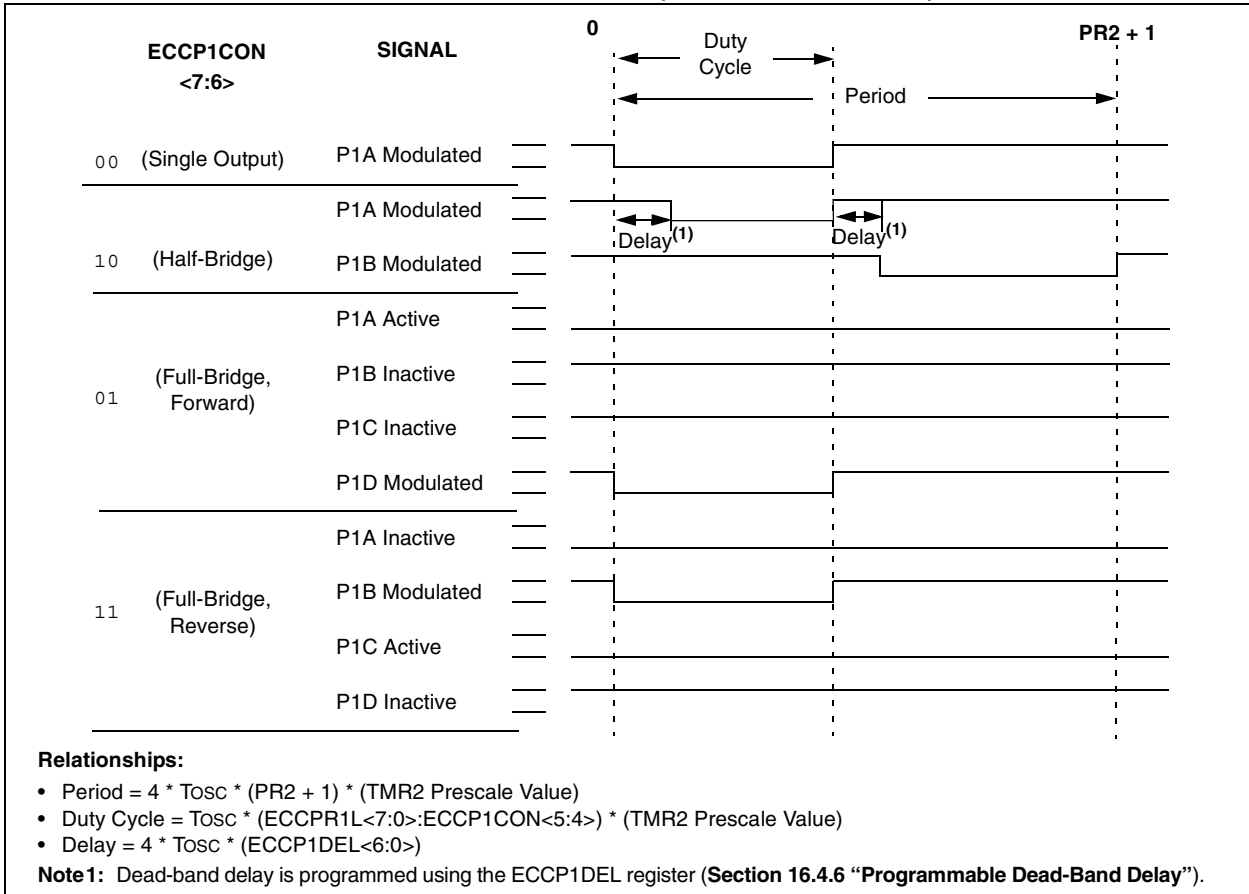 0
PR2 + 1
ECCP1CON
<7:6>
SIGNAL
Duty
Cycle
Period
00 (Single Output) P1A Modulated
P1A Modulated
Delay(1) Delay(1)
10 (Half-Bridge) P1B Modulated
P1A Active
01 (Full-Bridge,
Forward)
P1B Inactive
P1C Inactive
P1D Modulated
P1A Inactive
11 (Full-Bridge,
Reverse)
P1B Modulated
P1C Active
P1D Inactive
Relationships:
• Period = 4 * TOSC * (PR2 + 1) * (TMR2 Prescale Value)
• Duty Cycle = TOSC * (ECCPR1L<7:0>:ECCP1CON<5:4>) * (TMR2 Prescale Value)
• Delay = 4 * TOSC * (ECCP1DEL<6:0>)
Note1: Dead-band delay is programmed using the ECCP1DEL register (Section 16.4.6 “Programmable Dead-Band Delay”).